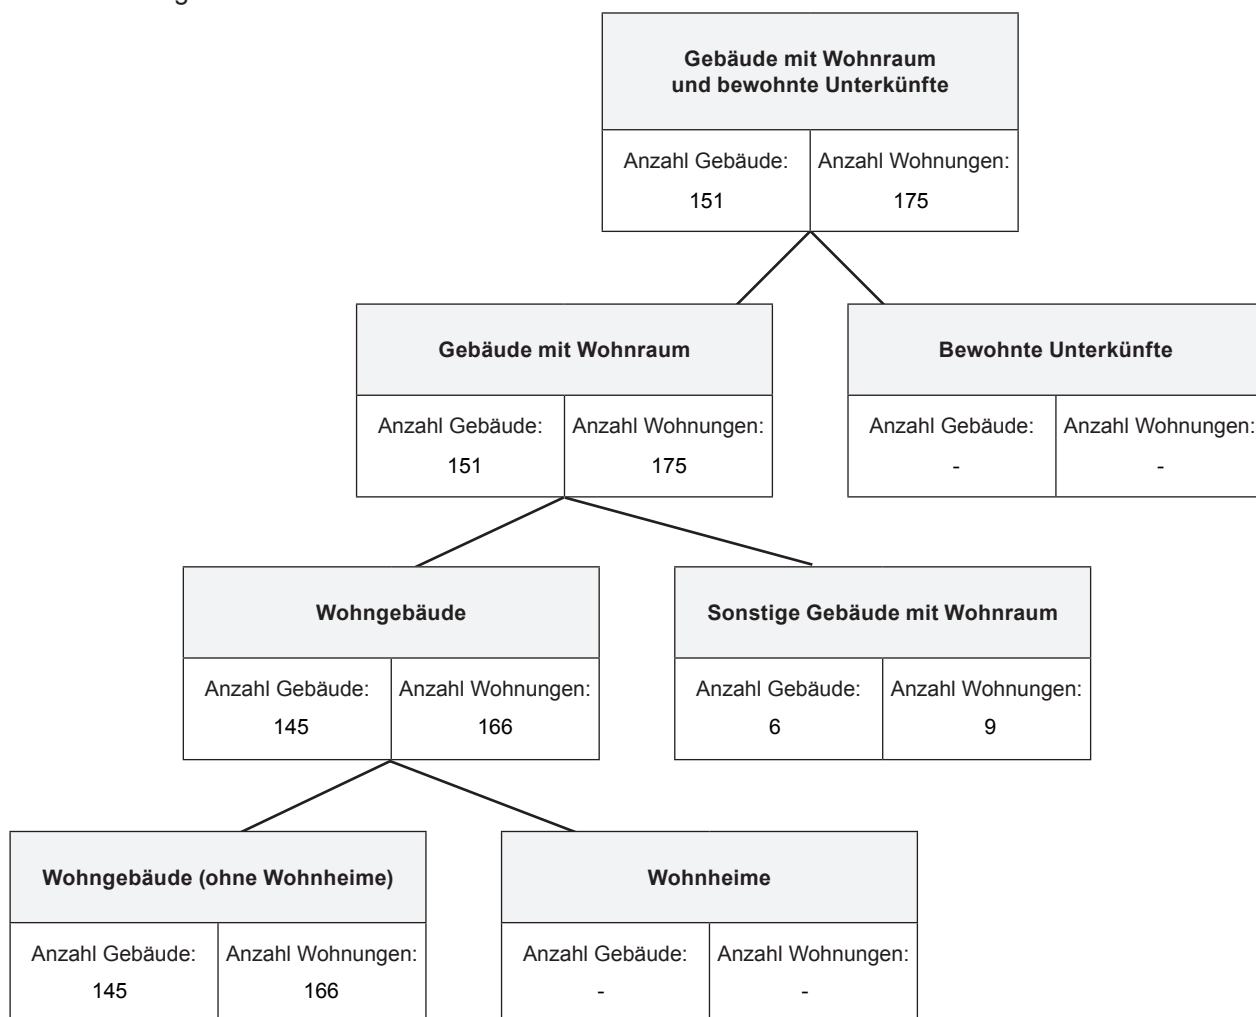 Gebäude mit Wohnraum
und bewohnte Unterkünfte
Anzahl Gebäude: Anzahl Wohnungen:
151 175
Gebäude mit Wohnraum
Bewohnte Unterkünfte
Anzahl Gebäude: Anzahl Wohnungen:
151 175
Anzahl Gebäude: Anzahl Wohnungen:
- -
Wohngebäude
Sonstige Gebäude mit Wohnraum
Anzahl Gebäude: Anzahl Wohnungen:
145 166
Anzahl Gebäude: Anzahl Wohnungen:
6 9
Wohngebäude (ohne Wohnheime)
Wohnheime
Anzahl Gebäude: Anzahl Wohnungen:
145 166
Anzahl Gebäude: Anzahl Wohnungen:
- -